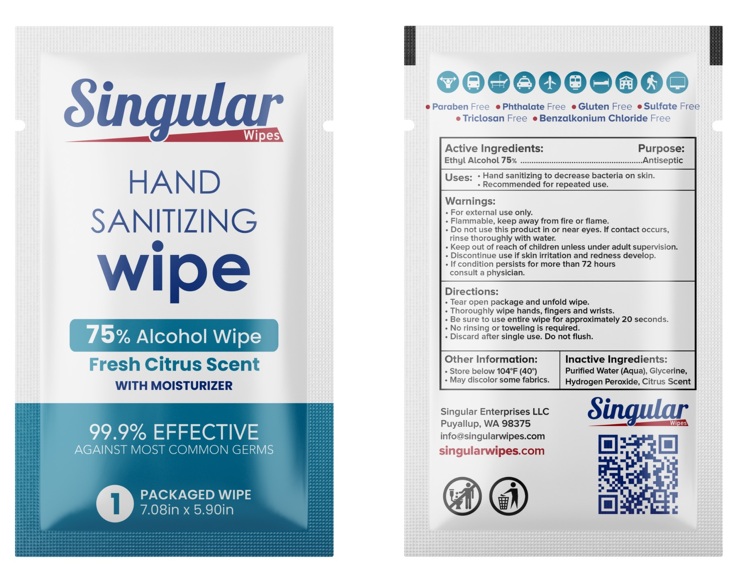 Singular
Wipes
HAND
SANITIZING
wipe
75% Alcohol Wipe
Fresh Citrus Scent
WITH MOISTURIZER
99.9% EFFECTIVE
AGAINST MOST COMMON GERMS
1
PACKAGED WIPE
7.08in x 5.90in
• Paraben Free • Phthalate Free • Gluten Free • Sulfate Free
• Triclosan Free • Benzalkonium Chloride Free
Active Ingredients: Purpose:
Ethyl Alcohol 75% ........................................Antiseptic
Uses: • Hand sanitizing to decrease bacteria on skin.
• Recommended for repeated use.
Warnings:
• For external use only.
• Flammable, keep away from fire or flame.
• Do not use this product in or near eyes. If contact occurs,
rinse thoroughly with water.
• Keep out of reach of children unless under adult supervision.
• Discontinue use if skin irritation and redness develop.
• If condition persists for more than 72 hours
consult a physician.
Directions:
• Tear open package and unfold wipe.
• Thoroughly wipe hands, fingers and wrists.
• Be sure to use entire wipe for approximately 20 seconds.
• No rinsing or toweling is required.
• Discard after single use. Do not flush.
Other Information:
• Store below 104°F (40°)
• May discolor some fabrics.
Inactive Ingredients:
Purified Water (Aqua), Glycerine,
Hydrogen Peroxide, Citrus Scent
Singular Enterprises LLC
Puyallup, WA 98375
info@singularwipes.com
singularwipes.com
Singular
Wipes